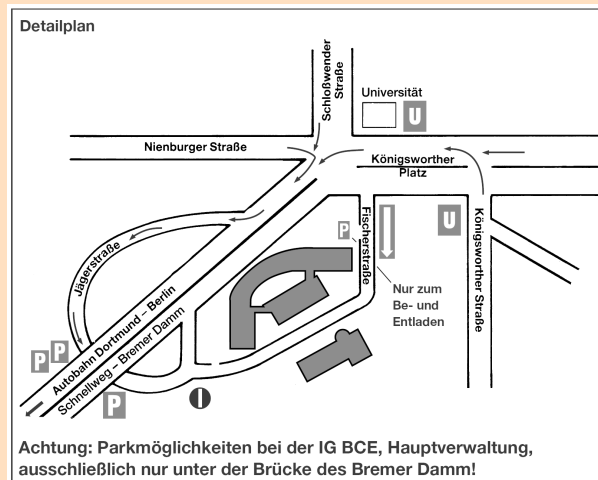 Detailplan
Schloßwender
Straße
Universität
U
Nienburger Straße
Königsworther
Platz
P
Fischerstraße
U
Königsworther Straße
Jägerstraße
Nur zum
Be- und
Entladen
Autobahn Dortmund – Berlin
Schnellweg – Bremer Damm
P
P
P
Achtung: Parkmöglichkeiten bei der IG BCE, Hauptverwaltung,
ausschließlich nur unter der Brücke des Bremer Damm!